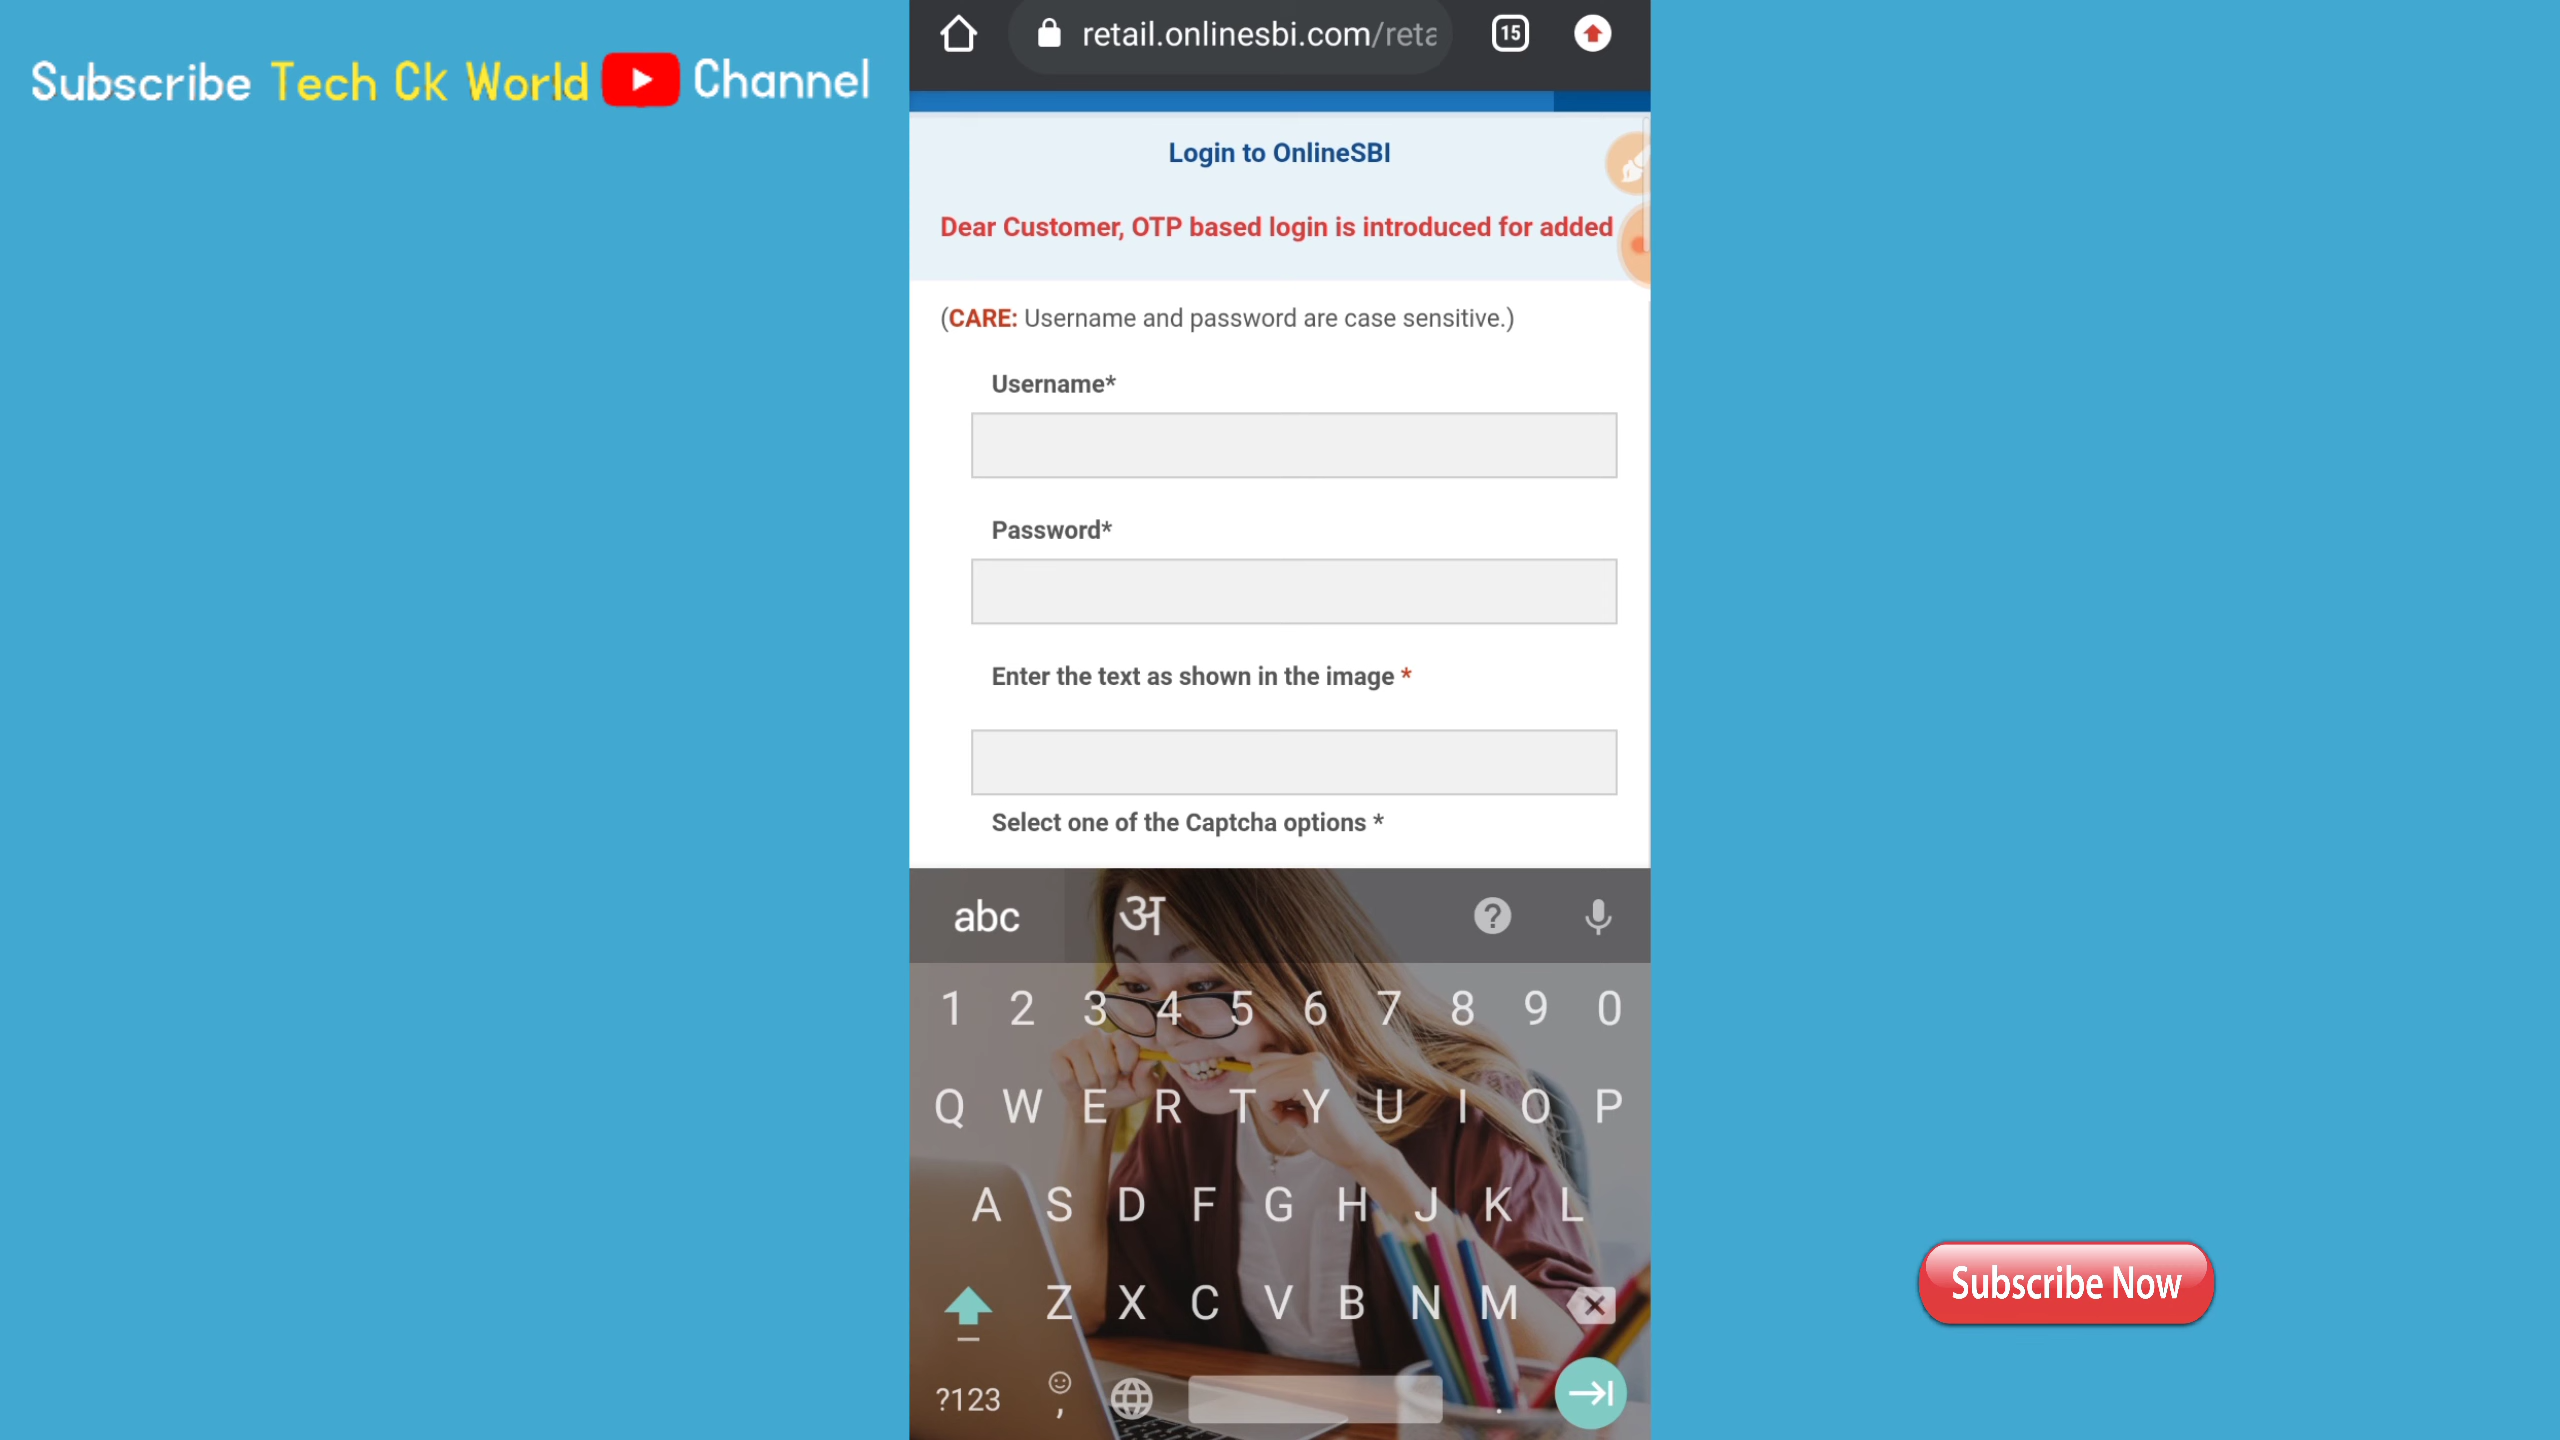 Subscribe Tech Ck World Channel
retail.onlinesbi.com/reta
15
Login to OnlineSBI
Dear Customer, OTP based login is introduced for added
(CARE: Username and password are case sensitive.)
Username*
Password*
Enter the text as shown in the image *
Select one of the Captcha options *
abc अ ?
1 2 3 4 5 6 7 8 9 0
Q W E R T Y U I O P
A S D F G H J K L
Z X C V B N M
?123 , .
Subscribe Now